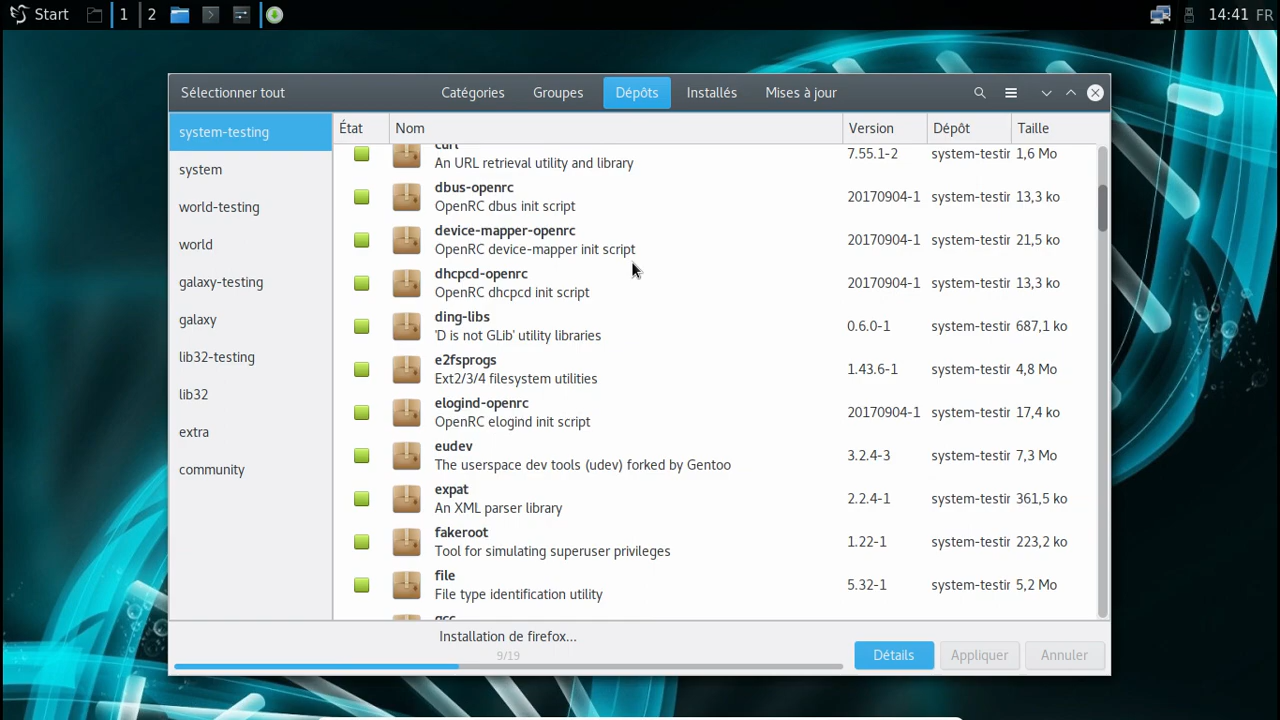 Start
1
2
14:41 FR
Sélectionner tout
Catégories
Groupes
Dépôts
Installés
Mises à jour
system-testing
system
world-testing
world
galaxy-testing
galaxy
lib32-testing
lib32
extra
community
État
Nom
Version
Dépôt
Taille
curl
An URL retrieval utility and library
7.55.1-2
system-testir
1,6 Mo
dbus-openrc
OpenRC dbus init script
20170904-1
system-testir
13,3 ko
device-mapper-openrc
OpenRC device-mapper init script
20170904-1
system-testir
21,5 ko
dhcpcd-openrc
OpenRC dhcpcd init script
20170904-1
system-testir
13,3 ko
ding-libs
'D is not GLib' utility libraries
0.6.0-1
system-testir
687,1 ko
e2fsprogs
Ext2/3/4 filesystem utilities
1.43.6-1
system-testir
4,8 Mo
elogind-openrc
OpenRC elogind init script
20170904-1
system-testir
17,4 ko
eudev
The userspace dev tools (udev) forked by Gentoo
3.2.4-3
system-testir
7,3 Mo
expat
An XML parser library
2.2.4-1
system-testir
361,5 ko
fakeroot
Tool for simulating superuser privileges
1.22-1
system-testir
223,2 ko
file
File type identification utility
5.32-1
system-testir
5,2 Mo
gcc
Installation de firefox...
9/19
Détails
Appliquer
Annuler